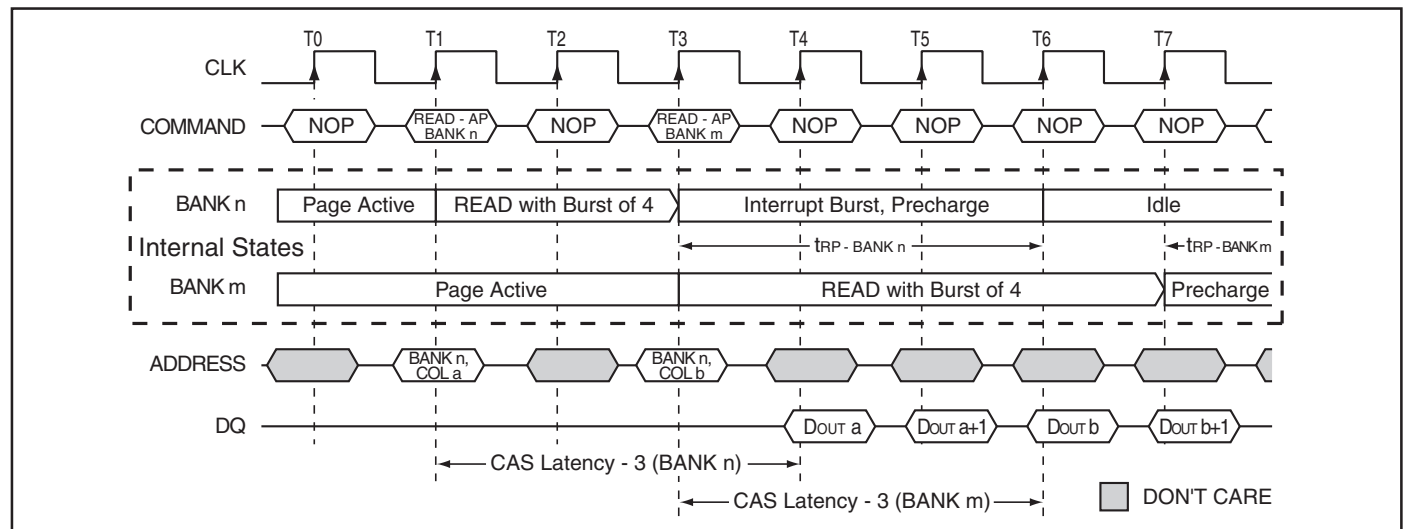 T0 T1 T2 T3 T4 T5 T6 T7
CLK
COMMAND NOP READ - AP BANK n NOP READ - AP BANK m NOP NOP NOP NOP
BANK n Page Active READ with Burst of 4 Interrupt Burst, Precharge Idle
Internal States tRP - BANK n tRP - BANK m
BANK m Page Active READ with Burst of 4 Precharge
ADDRESS BANK n, COL a BANK n, COL b
DQ DOUT a DOUT a+1 DOUT b DOUT b+1
CAS Latency - 3 (BANK n)
CAS Latency - 3 (BANK m) DON'T CARE